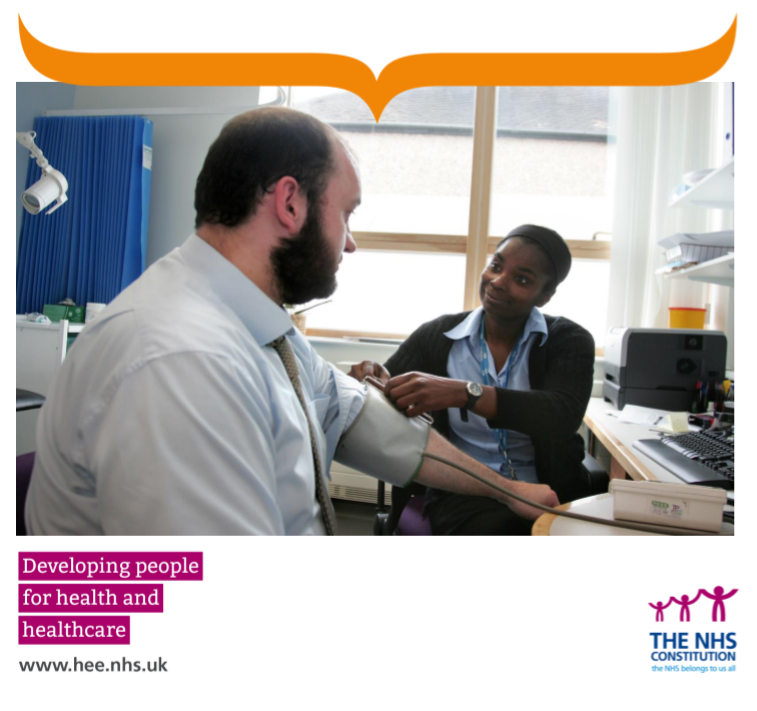 Developing people
for health and
healthcare
www.hee.nhs.uk
THE NHS
CONSTITUTION
the NHS belongs to us all